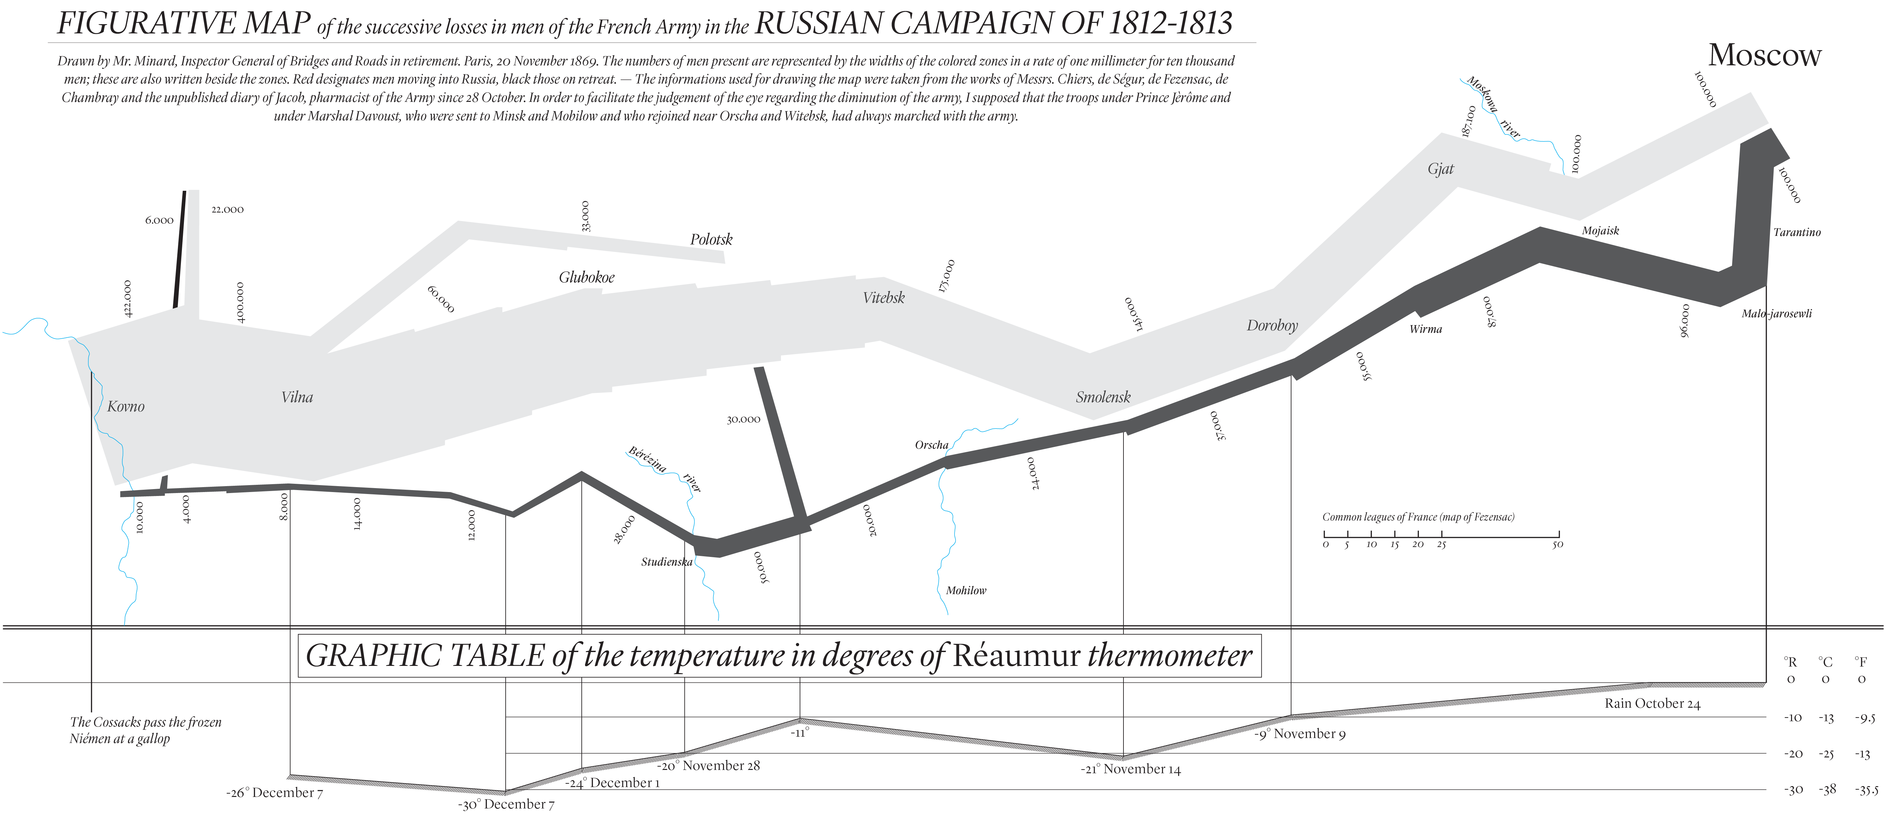 FIGURATIVE MAP of the successive losses in men of the French Army in the RUSSIAN CAMPAIGN OF 1812-1813
Drawn by Mr. Minard, Inspector General of Bridges and Roads in retirement. Paris, 20 November 1869. The numbers of men present are represented by the widths of the colored zones in a rate of one millimeter for ten thousand
men; these are also written beside the zones. Red designates men moving into Russia, black those on retreat. — The informations used for drawing the map were taken from the works of Messrs. Chiers, de Ségur, de Fezensac, de
Chambray and the unpublished diary of Jacob, pharmacist of the Army since 28 October. In order to facilitate the judgement of the eye regarding the diminution of the army, I supposed that the troops under Prince Jèrôme and
under Marshal Davoust, who were sent to Minsk and Mobilow and who rejoined near Orscha and Witebsk, had always marched with the army.
Moscow
100.000
Moskowa
river
187.100
100.000
Gjat
100.000
6.000
22.000
33.000
Polotsk
Mojaisk
Tarantino
Glubokoe
422.000
400.000
60.000
Vitebsk
175.000
145.000
Doroboy
Wirma
87.000
96.000
Malo-jarosewli
55.000
Kovno
Vilna
Smolensk
30.000
37.000
Orscha
Bérézina
river
24.000
10.000
4.000
8.000
14.000
12.000
28.000
Studienska
50.000
20.000
Mohilow
Common leagues of France (map of Fezensac)
0 5 10 15 20 25 50
GRAPHIC TABLE of the temperature in degrees of Réaumur thermometer
°R °C °F
0 0 0
-10 -13 -9.5
-20 -25 -13
-30 -38 -35.5
The Cossacks pass the frozen
Niémen at a gallop
Rain October 24
-9° November 9
-21° November 14
-11°
-20° November 28
-24° December 1
-30° December 7
-26° December 7